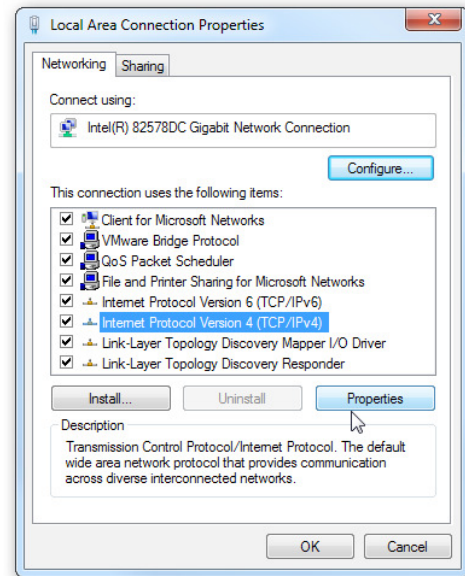 Local Area Connection Properties
Networking
Sharing
Connect using:
Intel(R) 82578DC Gigabit Network Connection
Configure...
This connection uses the following items:
Client for Microsoft Networks
VMware Bridge Protocol
QoS Packet Scheduler
File and Printer Sharing for Microsoft Networks
Internet Protocol Version 6 (TCP/IPv6)
Internet Protocol Version 4 (TCP/IPv4)
Link-Layer Topology Discovery Mapper I/O Driver
Link-Layer Topology Discovery Responder
Install...
Uninstall
Properties
Description
Transmission Control Protocol/Internet Protocol. The default
wide area network protocol that provides communication
across diverse interconnected networks.
OK
Cancel